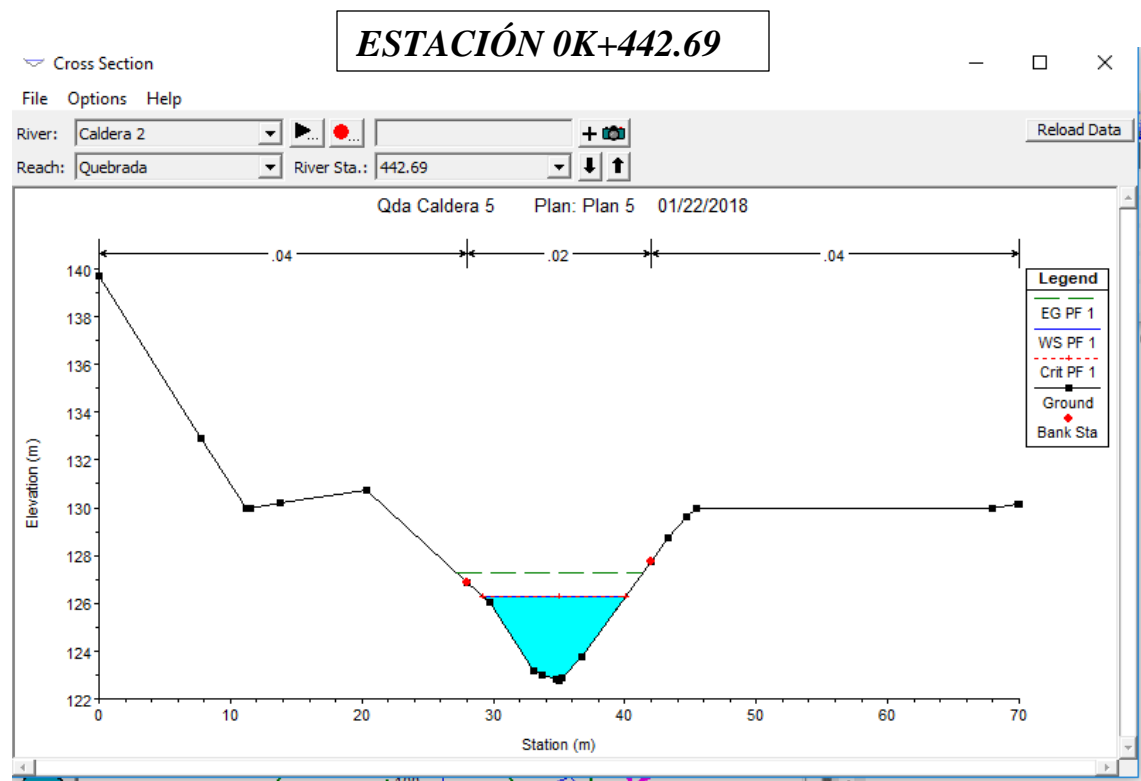 ESTACIÓN 0K+442.69
Cross Section
File Options Help
River: Caldera 2 ... ... Reload Data
Reach: Quebrada River Sta.: 442.69
Qda Caldera 5 Plan: Plan 5 01/22/2018
.04 .02 .04
Legend
EG PF 1
WS PF 1
Crit PF 1
Ground
Bank Sta
140
138
136
134
132
130
128
126
124
122
Elevation (m)
0 10 20 30 40 50 60 70
Station (m)